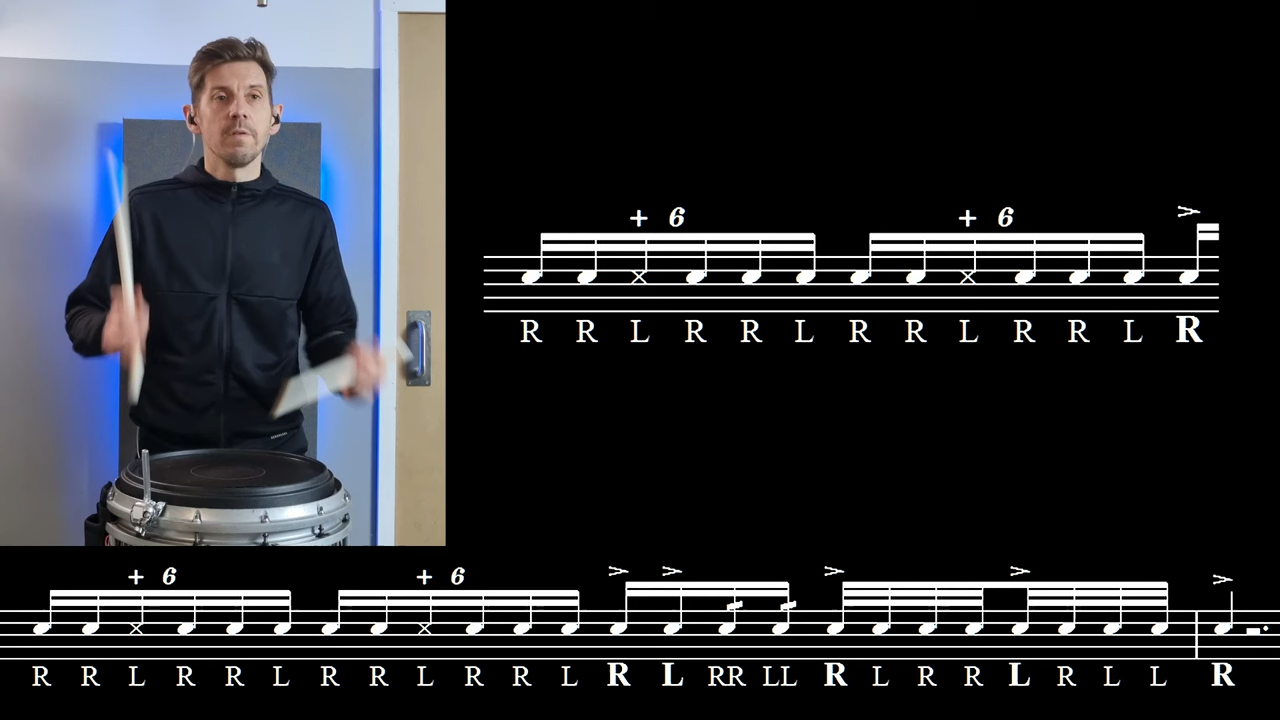 + 6 + 6 >
R R L R R L R R L R R L R
+ 6 + 6 > > > > >
R R L R R L R R L R R L R L RR LL R L R R L R L L R